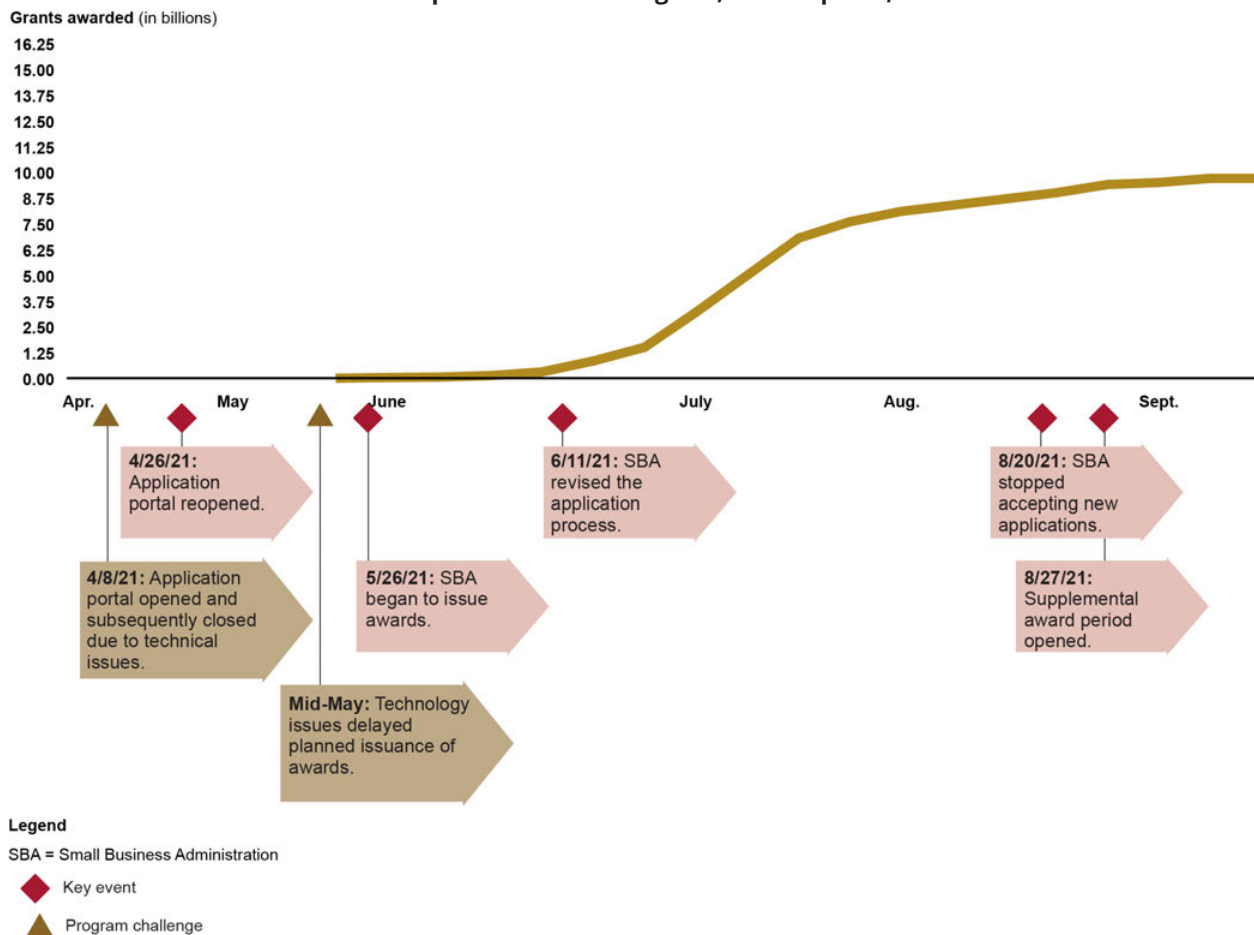 Grants awarded (in billions)
16.25
15.00
13.75
12.50
11.25
10.00
8.75
7.50
6.25
5.00
3.75
2.50
1.25
0.00
Apr. May June July Aug. Sept.
4/26/21:
Application
portal reopened.
6/11/21: SBA
revised the
application
process.
8/20/21: SBA
stopped
accepting new
applications.
4/8/21: Application
portal opened and
subsequently closed
due to technical
issues.
5/26/21: SBA
began to issue
awards.
8/27/21:
Supplemental
award period
opened.
Mid-May: Technology
issues delayed
planned issuance of
awards.
Legend
SBA = Small Business Administration
Key event
Program challenge